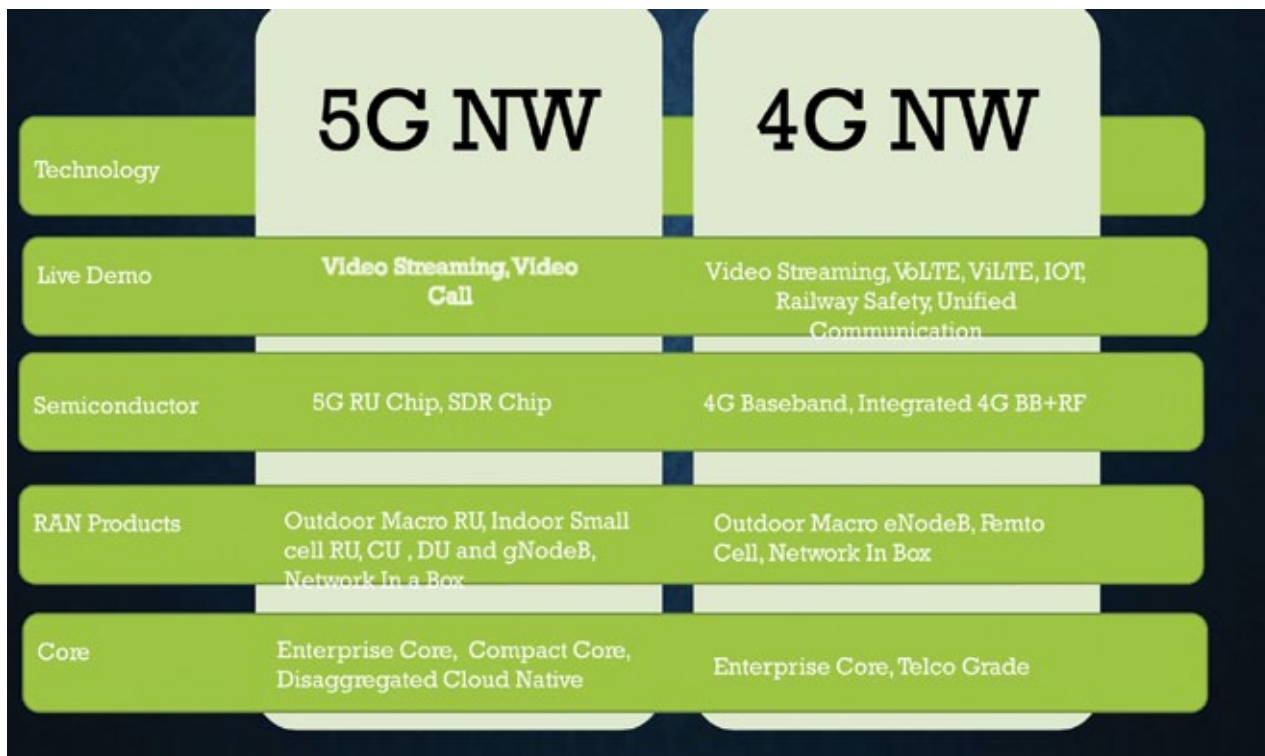 5G NW
4G NW
Technology
Live Demo
Video Streaming, Video
Call
Video Streaming, VoLTE, ViLTE, IOT,
Railway Safety, Unified
Communication
Semiconductor
5G RU Chip, SDR Chip
4G Baseband, Integrated 4G BB+RF
RAN Products
Outdoor Macro RU, Indoor Small
cell RU, CU , DU and gNodeB,
Network In a Box
Outdoor Macro eNodeB, Femto
Cell, Network In Box
Core
Enterprise Core, Compact Core,
Disaggregated Cloud Native
Enterprise Core, Telco Grade